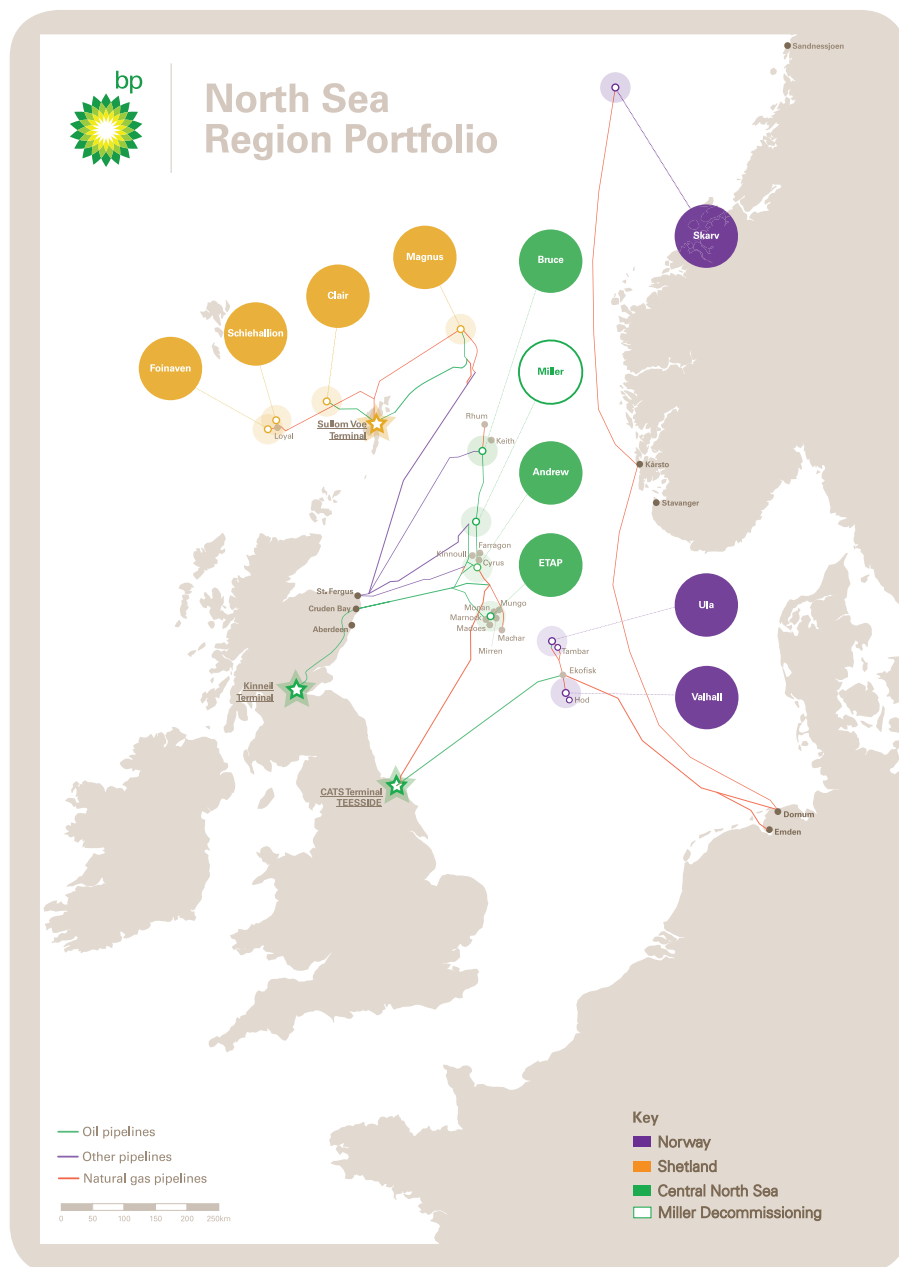 bp
North Sea
Region Portfolio
Sandnessjoen
Skarv
Bruce
Magnus
Clair
Schiehallion
Foinaven
Miller
Loyal
Sullom Voe
Terminal
Rhum
Keith
Kårsto
Stavanger
Andrew
Farragon
Kinnoull
Cyrus
ETAP
St. Fergus
Cruden Bay
Aberdeen
Monan
Mungo
Marnock
Madoes
Machar
Mirren
Ula
Tambar
Ekofisk
Hod
Valhall
Kinneil
Terminal
CATS Terminal
TEESSIDE
Dornum
Emden
Oil pipelines
Other pipelines
Natural gas pipelines
0 50 100 150 200 250km
Key
Norway
Shetland
Central North Sea
Miller Decommissioning